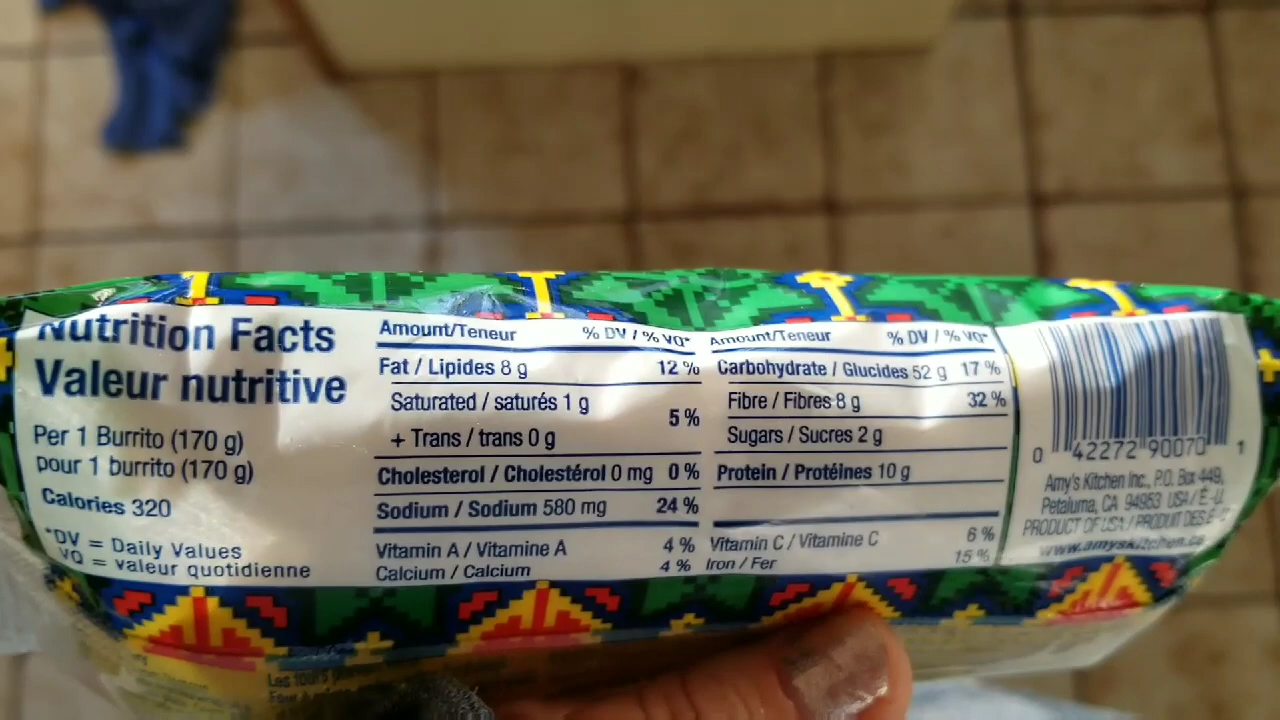 Nutrition Facts
Valeur nutritive
Per 1 Burrito (170 g)
pour 1 burrito (170 g)
Calories 320
*DV = Daily Values
VQ = valeur quotidienne
Amount/Teneur % DV / % VQ*
Fat / Lipides 8 g 12 %
Saturated / saturés 1 g
5 %
+ Trans / trans 0 g
Cholesterol / Cholestérol 0 mg 0 %
Sodium / Sodium 580 mg 24 %
Vitamin A / Vitamine A 4 %
Calcium / Calcium 4 %
Amount/Teneur % DV / % VQ*
Carbohydrate / Glucides 52 g 17 %
Fibre / Fibres 8 g 32 %
Sugars / Sucres 2 g
Protein / Protéines 10 g
Vitamin C / Vitamine C 6 %
Iron / Fer 15 %
0 42272 90070 1
Amy's Kitchen Inc., P.O. Box 449,
Petaluma, CA 94953 USA / É.-U.
PRODUCT OF USA / PRODUIT DES É.-U.
www.amyskitchen.ca
Les fours